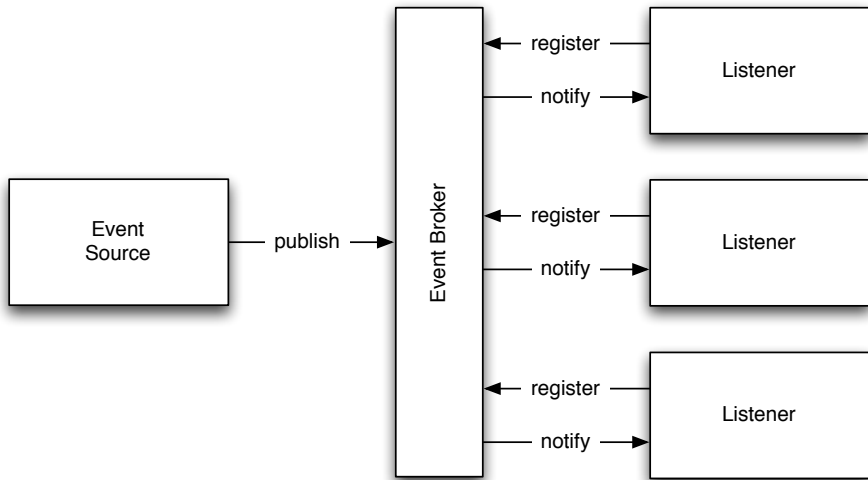 Event
Source
publish
Event Broker
register
notify
Listener
register
notify
Listener
register
notify
Listener